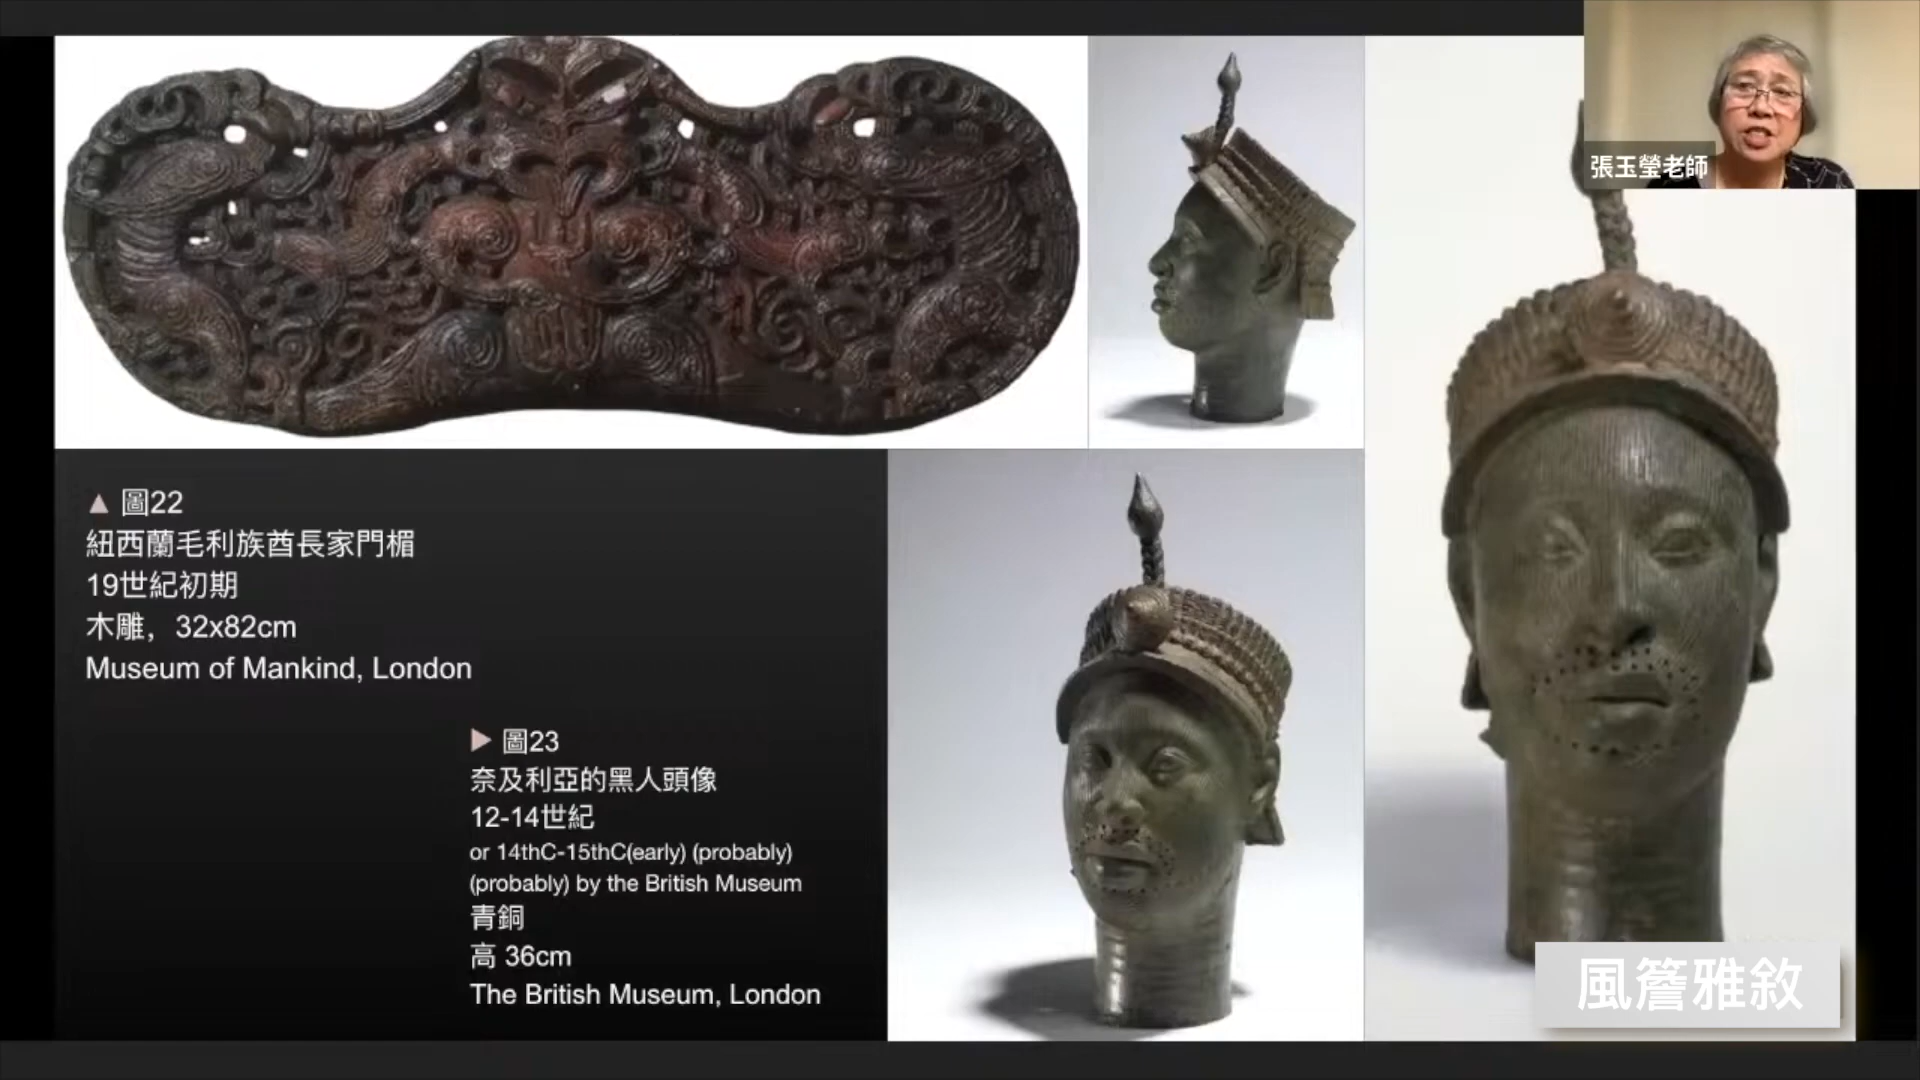 張玉瑩老師
▲ 圖22
紐西蘭毛利族酋長家門楣
19世紀初期
木雕，32x82cm
Museum of Mankind, London
▶ 圖23
奈及利亞的黑人頭像
12-14世紀
or 14thC-15thC(early) (probably)
(probably) by the British Museum
青銅
高 36cm
The British Museum, London
風簷雅敘